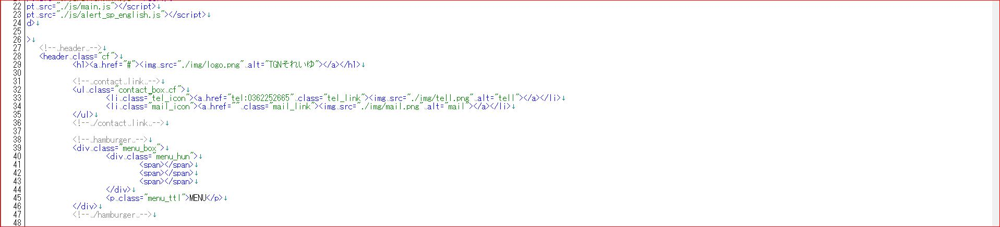 22 pt src="./js/main.js"></script>↓
23 pt src="./js/alert_sp_english.js"></script>↓
24 d>↓
25
26 >↓
27 <!-- header -->↓
28 <header class="cf">↓
29 <h1><a href="#"><img src="./img/logo.png" alt="TGNそれいゆ"></a></h1>↓
30
31 <!-- contact link -->↓
32 <ul class="contact_box cf">↓
33 <li class="tel_icon"><a href="tel:0362252665" class="tel_link"><img src="./img/tell.png" alt="tell"></a></li>↓
34 <li class="mail_icon"><a href="" class="mail_link"><img src="./img/mail.png" alt="mail"></a></li>↓
35 </ul>↓
36 <!-- /contact link -->↓
37
38 <!-- hamburger -->↓
39 <div class="menu_box">↓
40 <div class="menu_hun">↓
41 <span></span>↓
42 <span></span>↓
43 <span></span>↓
44 </div>↓
45 <p class="menu_ttl">MENU</p>↓
46 </div>↓
47 <!-- /hamburger -->↓
48